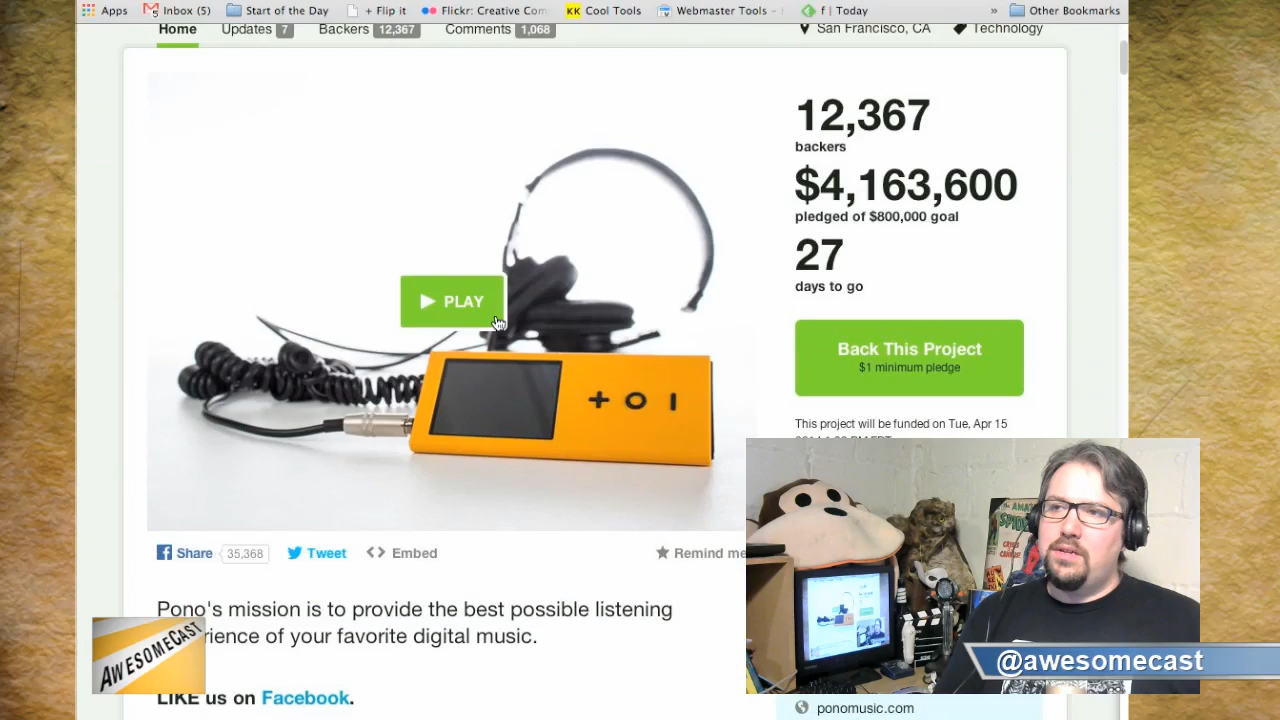 Apps Inbox (5) Start of the Day + Flip it Flickr: Creative Com KK Cool Tools Webmaster Tools - f | Today » Other Bookmarks
Home Updates 7 Backers 12,367 Comments 1,068 San Francisco, CA Technology
12,367
backers
$4,163,600
pledged of $800,000 goal
27
days to go
PLAY
Back This Project
$1 minimum pledge
This project will be funded on Tue, Apr 15
Share 35,368 Tweet Embed Remind me
Pono's mission is to provide the best possible listening
rience of your favorite digital music.
AWESOMECAST
LIKE us on Facebook.
@awesomecast
ponomusic.com